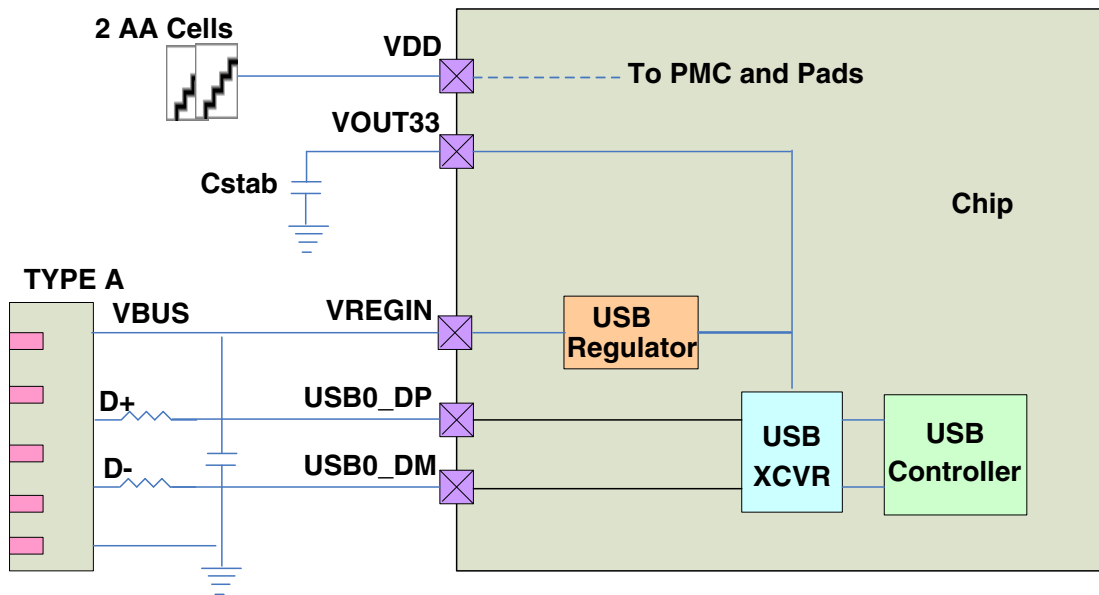 2 AA Cells
VDD
To PMC and Pads
VOUT33
Cstab
Chip
TYPE A
VBUS
VREGIN
USB
Regulator
D+
USB0_DP
D-
USB0_DM
USB
XCVR
USB
Controller